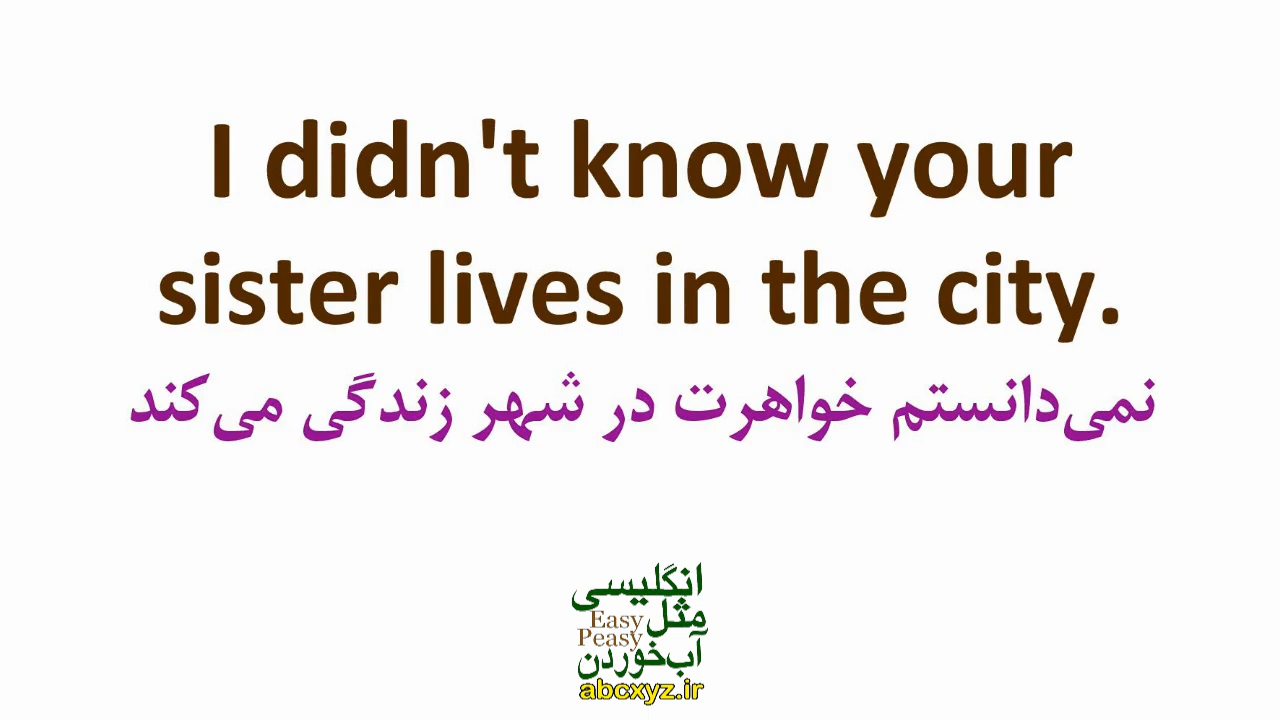 I didn't know your
sister lives in the city.
نمی‌دانستم خواهرت در شهر زندگی می‌کند
انگلیسی
مثل
Easy
Peasy
آب‌خوردن
abcxyz.ir